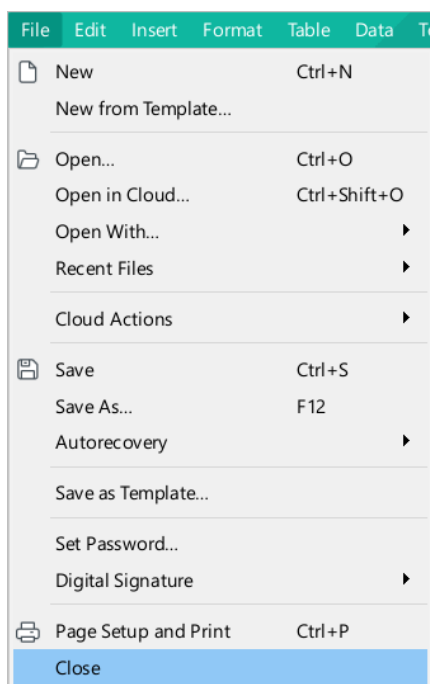 File Edit Insert Format Table Data
New Ctrl+N
New from Template...
Open... Ctrl+O
Open in Cloud... Ctrl+Shift+O
Open With...
Recent Files
Cloud Actions
Save Ctrl+S
Save As... F12
Autorecovery
Save as Template...
Set Password...
Digital Signature
Page Setup and Print Ctrl+P
Close